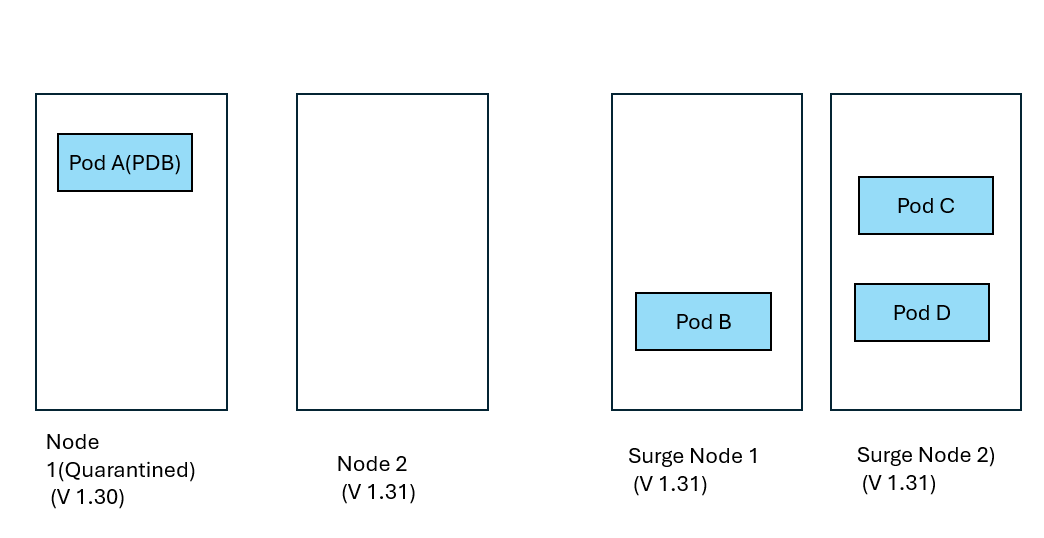 Pod A(PDB)
Pod C
Pod D
Pod B
Node
1(Quarantined)
(V 1.30)
Node 2
(V 1.31)
Surge Node 1
(V 1.31)
Surge Node 2)
(V 1.31)